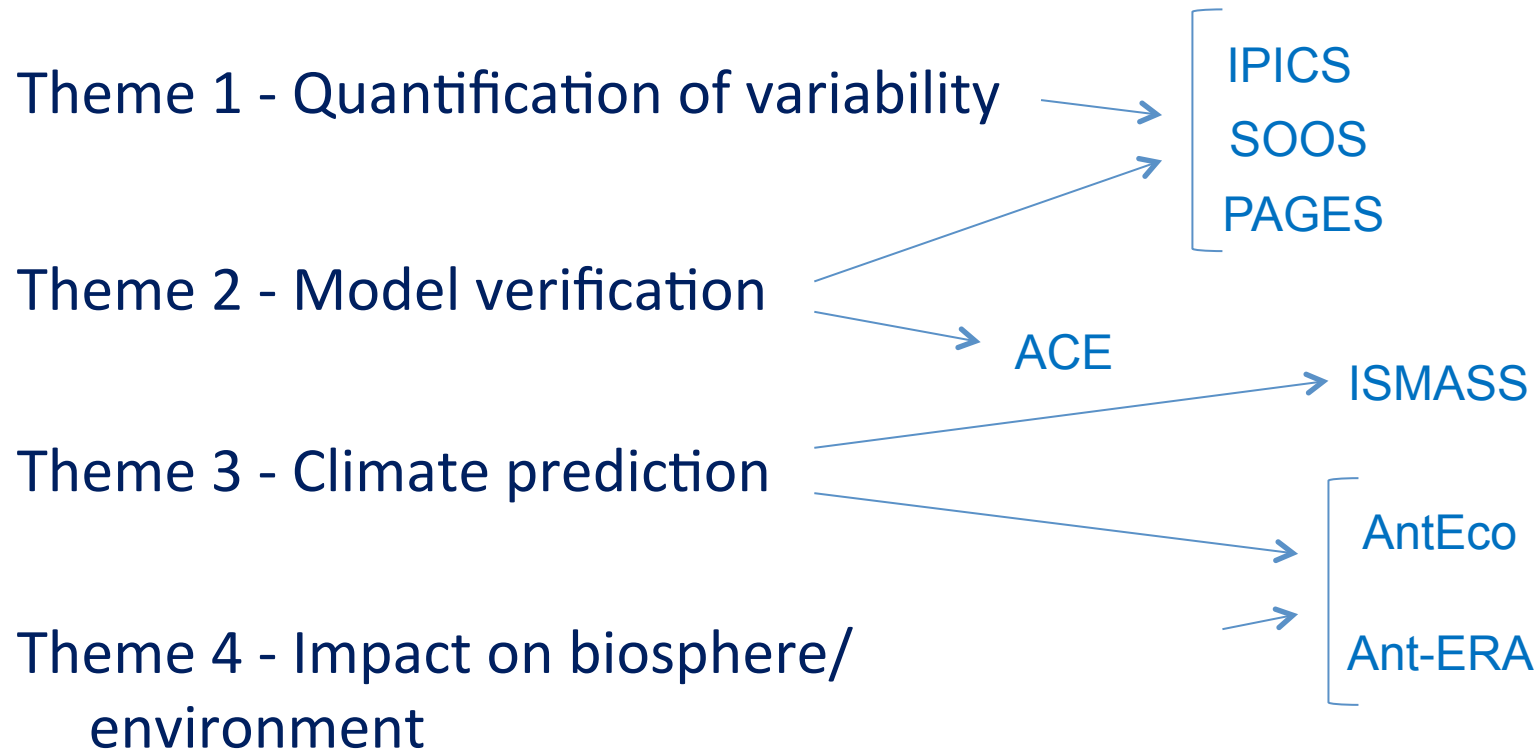 Theme 1 - Quantification of variability
IPICS
SOOS
PAGES
Theme 2 - Model verification
ACE
ISMASS
Theme 3 - Climate prediction
AntEco
Theme 4 - Impact on biosphere/
environment
Ant-ERA